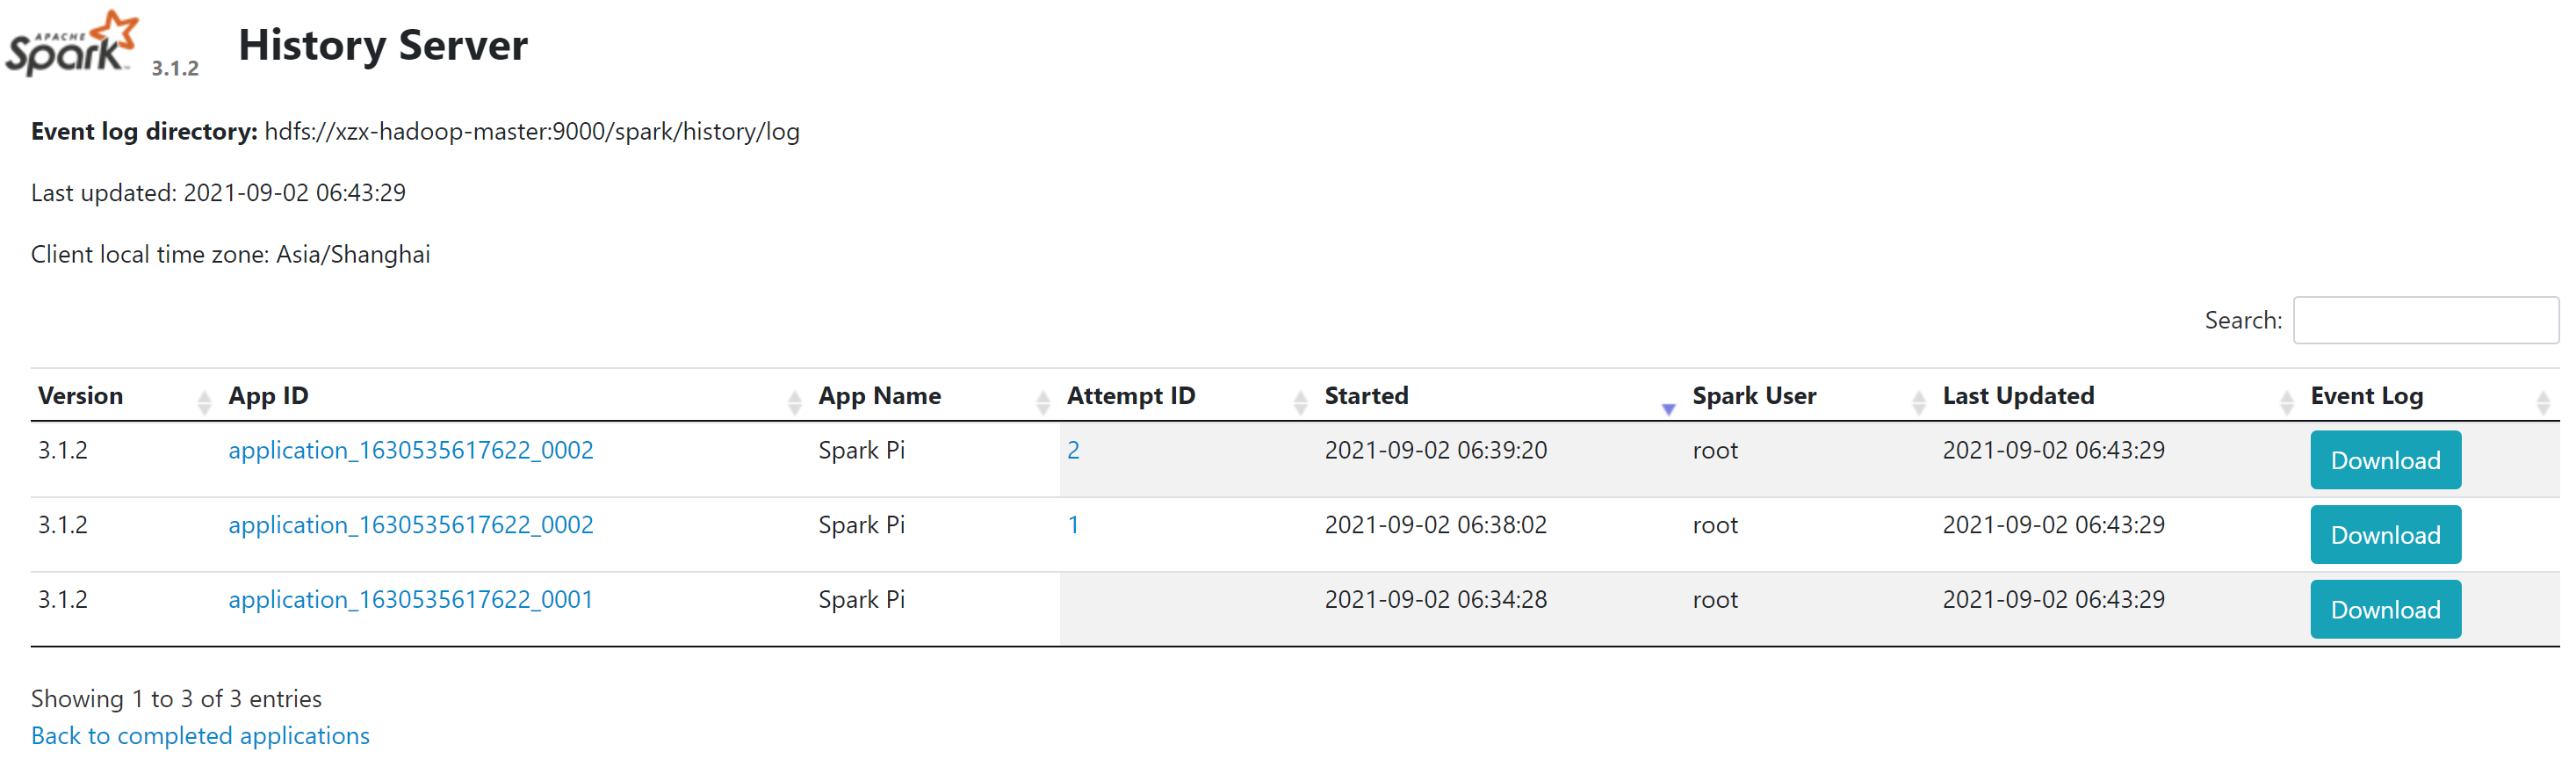 APACHE
Spark 3.1.2 History Server
Event log directory: hdfs://xzx-hadoop-master:9000/spark/history/log
Last updated: 2021-09-02 06:43:29
Client local time zone: Asia/Shanghai
Search:
Version App ID App Name Attempt ID Started Spark User Last Updated Event Log
3.1.2 application_1630535617622_0002 Spark Pi 2 2021-09-02 06:39:20 root 2021-09-02 06:43:29 Download
3.1.2 application_1630535617622_0002 Spark Pi 1 2021-09-02 06:38:02 root 2021-09-02 06:43:29 Download
3.1.2 application_1630535617622_0001 Spark Pi 2021-09-02 06:34:28 root 2021-09-02 06:43:29 Download
Showing 1 to 3 of 3 entries
Back to completed applications